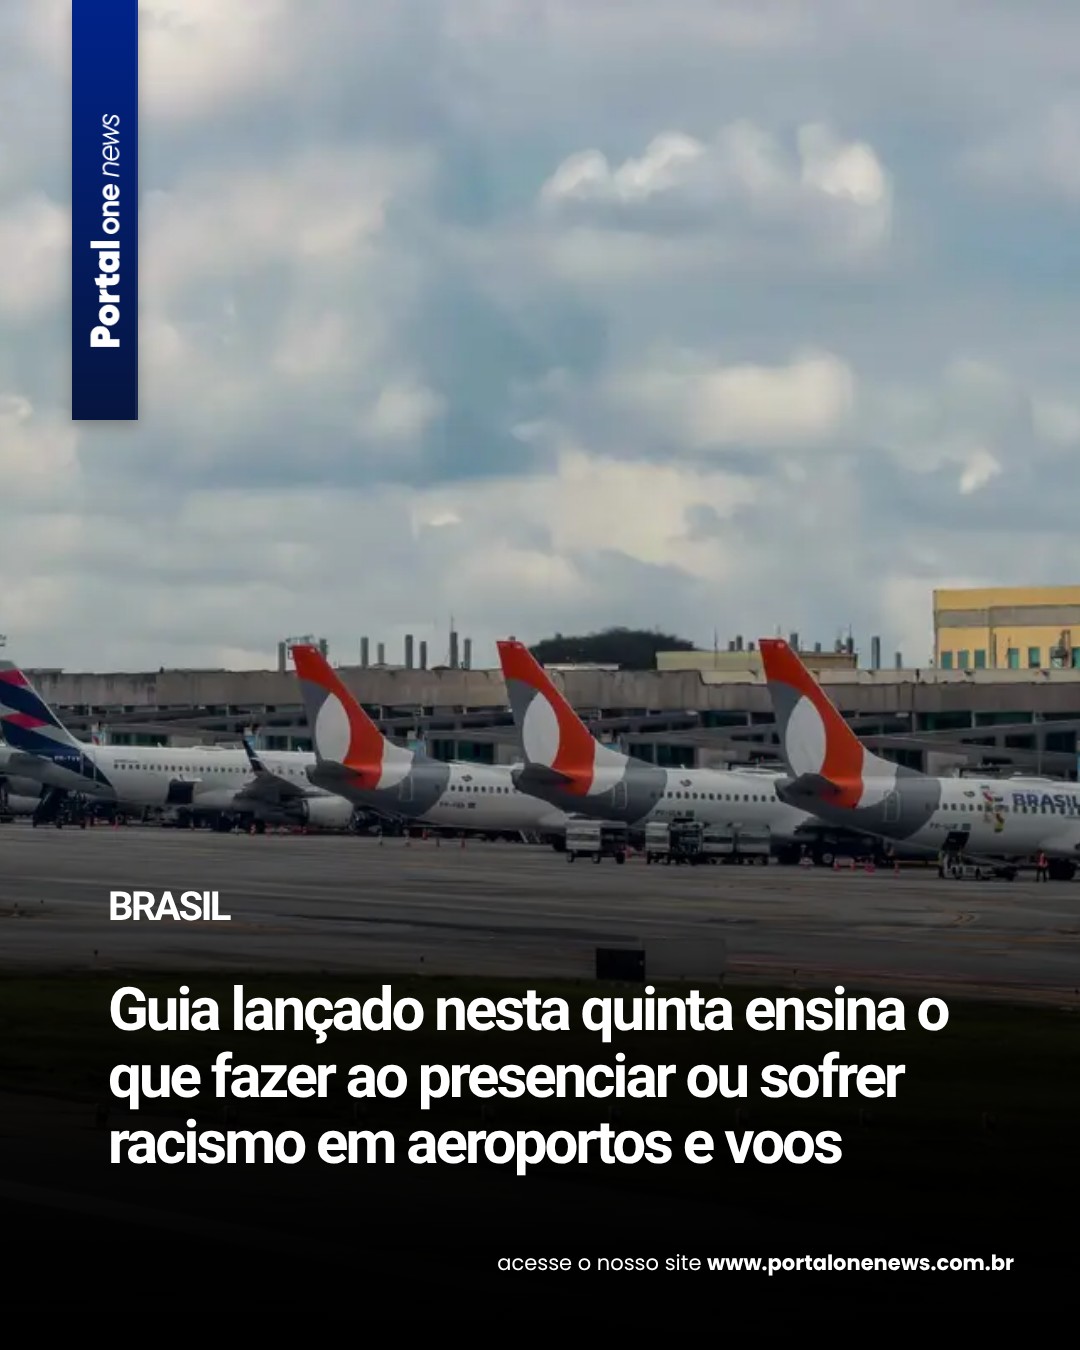 Portal one news
BRASIL
BRASIL
Guia lançado nesta quinta ensina o
que fazer ao presenciar ou sofrer
racismo em aeroportos e voos
acesse o nosso site www.portalonenews.com.br